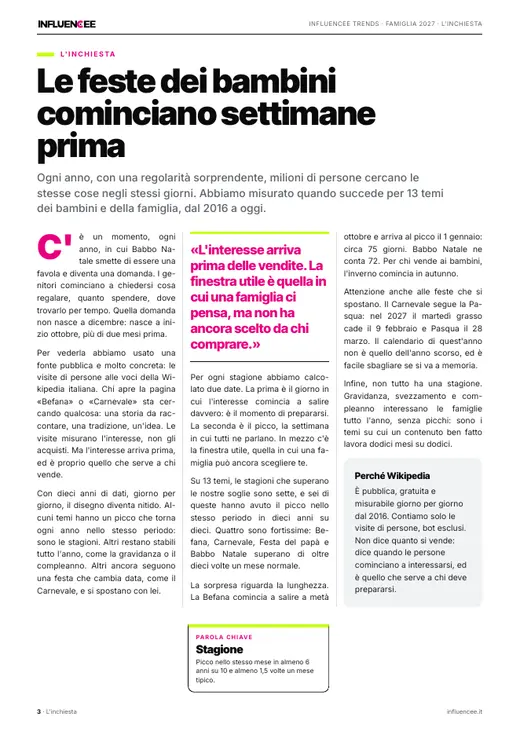 INFLUENCEE
INFLUENCEE TRENDS · FAMIGLIA 2027 · L'INCHIESTA
L'INCHIESTA
Le feste dei bambini
cominciano settimane
prima
Ogni anno, con una regolarità sorprendente, milioni di persone cercano le
stesse cose negli stessi giorni. Abbiamo misurato quando succede per 13 temi
dei bambini e della famiglia, dal 2016 a oggi.
C'è un momento, ogni
anno, in cui Babbo Na-
tale smette di essere una
favola e diventa una domanda. I ge-
nitori cominciano a chiedersi cosa
regalare, quanto spendere, dove
trovarlo per tempo. Quella domanda
non nasce a dicembre: nasce a ini-
zio ottobre, più di due mesi prima.
Per vederla abbiamo usato una
fonte pubblica e molto concreta: le
visite di persone alle voci della Wi-
kipedia italiana. Chi apre la pagina
«Befana» o «Carnevale» sta cer-
cando qualcosa: una storia da rac-
contare, una tradizione, un'idea. Le
visite misurano l'interesse, non gli
acquisti. Ma l'interesse arriva prima,
ed è proprio quello che serve a chi
vende.
Con dieci anni di dati, giorno per
giorno, il disegno diventa nitido. Al-
cuni temi hanno un picco che torna
ogni anno nello stesso periodo:
sono le stagioni. Altri restano stabili
tutto l'anno, come la gravidanza o il
compleanno. Altri ancora seguono
una festa che cambia data, come il
Carnevale, e si spostano con lei.
«L'interesse arriva
prima delle vendite. La
finestra utile è quella in
cui una famiglia ci
pensa, ma non ha
ancora scelto da chi
comprare.»
Per ogni stagione abbiamo calco-
lato due date. La prima è il giorno in
cui l'interesse comincia a salire
davvero: è il momento di prepararsi.
La seconda è il picco, la settimana
in cui tutti ne parlano. In mezzo c'è
la finestra utile, quella in cui una fa-
miglia può ancora scegliere te.
Su 13 temi, le stagioni che superano
le nostre soglie sono sette, e sei di
queste hanno avuto il picco nello
stesso periodo in dieci anni su
dieci. Quattro sono fortissime: Be-
fana, Carnevale, Festa del papà e
Babbo Natale superano di oltre
dieci volte un mese normale.
La sorpresa riguarda la lunghezza.
La Befana comincia a salire a metà
ottobre e arriva al picco il 1 gennaio:
circa 75 giorni. Babbo Natale ne
conta 72. Per chi vende ai bambini,
l'inverno comincia in autunno.
Attenzione anche alle feste che si
spostano. Il Carnevale segue la Pa-
squa: nel 2027 il martedì grasso
cade il 9 febbraio e Pasqua il 28
marzo. Il calendario di quest'anno
non è quello dell'anno scorso, ed è
facile sbagliare se si va a memoria.
Infine, non tutto ha una stagione.
Gravidanza, svezzamento e com-
pleanno interessano le famiglie
tutto l'anno, senza picchi: sono i
temi su cui un contenuto ben fatto
lavora dodici mesi su dodici.
Perché Wikipedia
È pubblica, gratuita e
misurabile giorno per giorno
dal 2016. Contiamo solo le
visite di persone, bot esclusi.
Non dice quanto si vende:
dice quando le persone
cominciano a interessarsi, ed
è quello che serve a chi deve
prepararsi.
PAROLA CHIAVE
Stagione
Picco nello stesso mese in almeno 6
anni su 10 e almeno 1,5 volte un mese
tipico.
3 · L'inchiesta
influencee.it